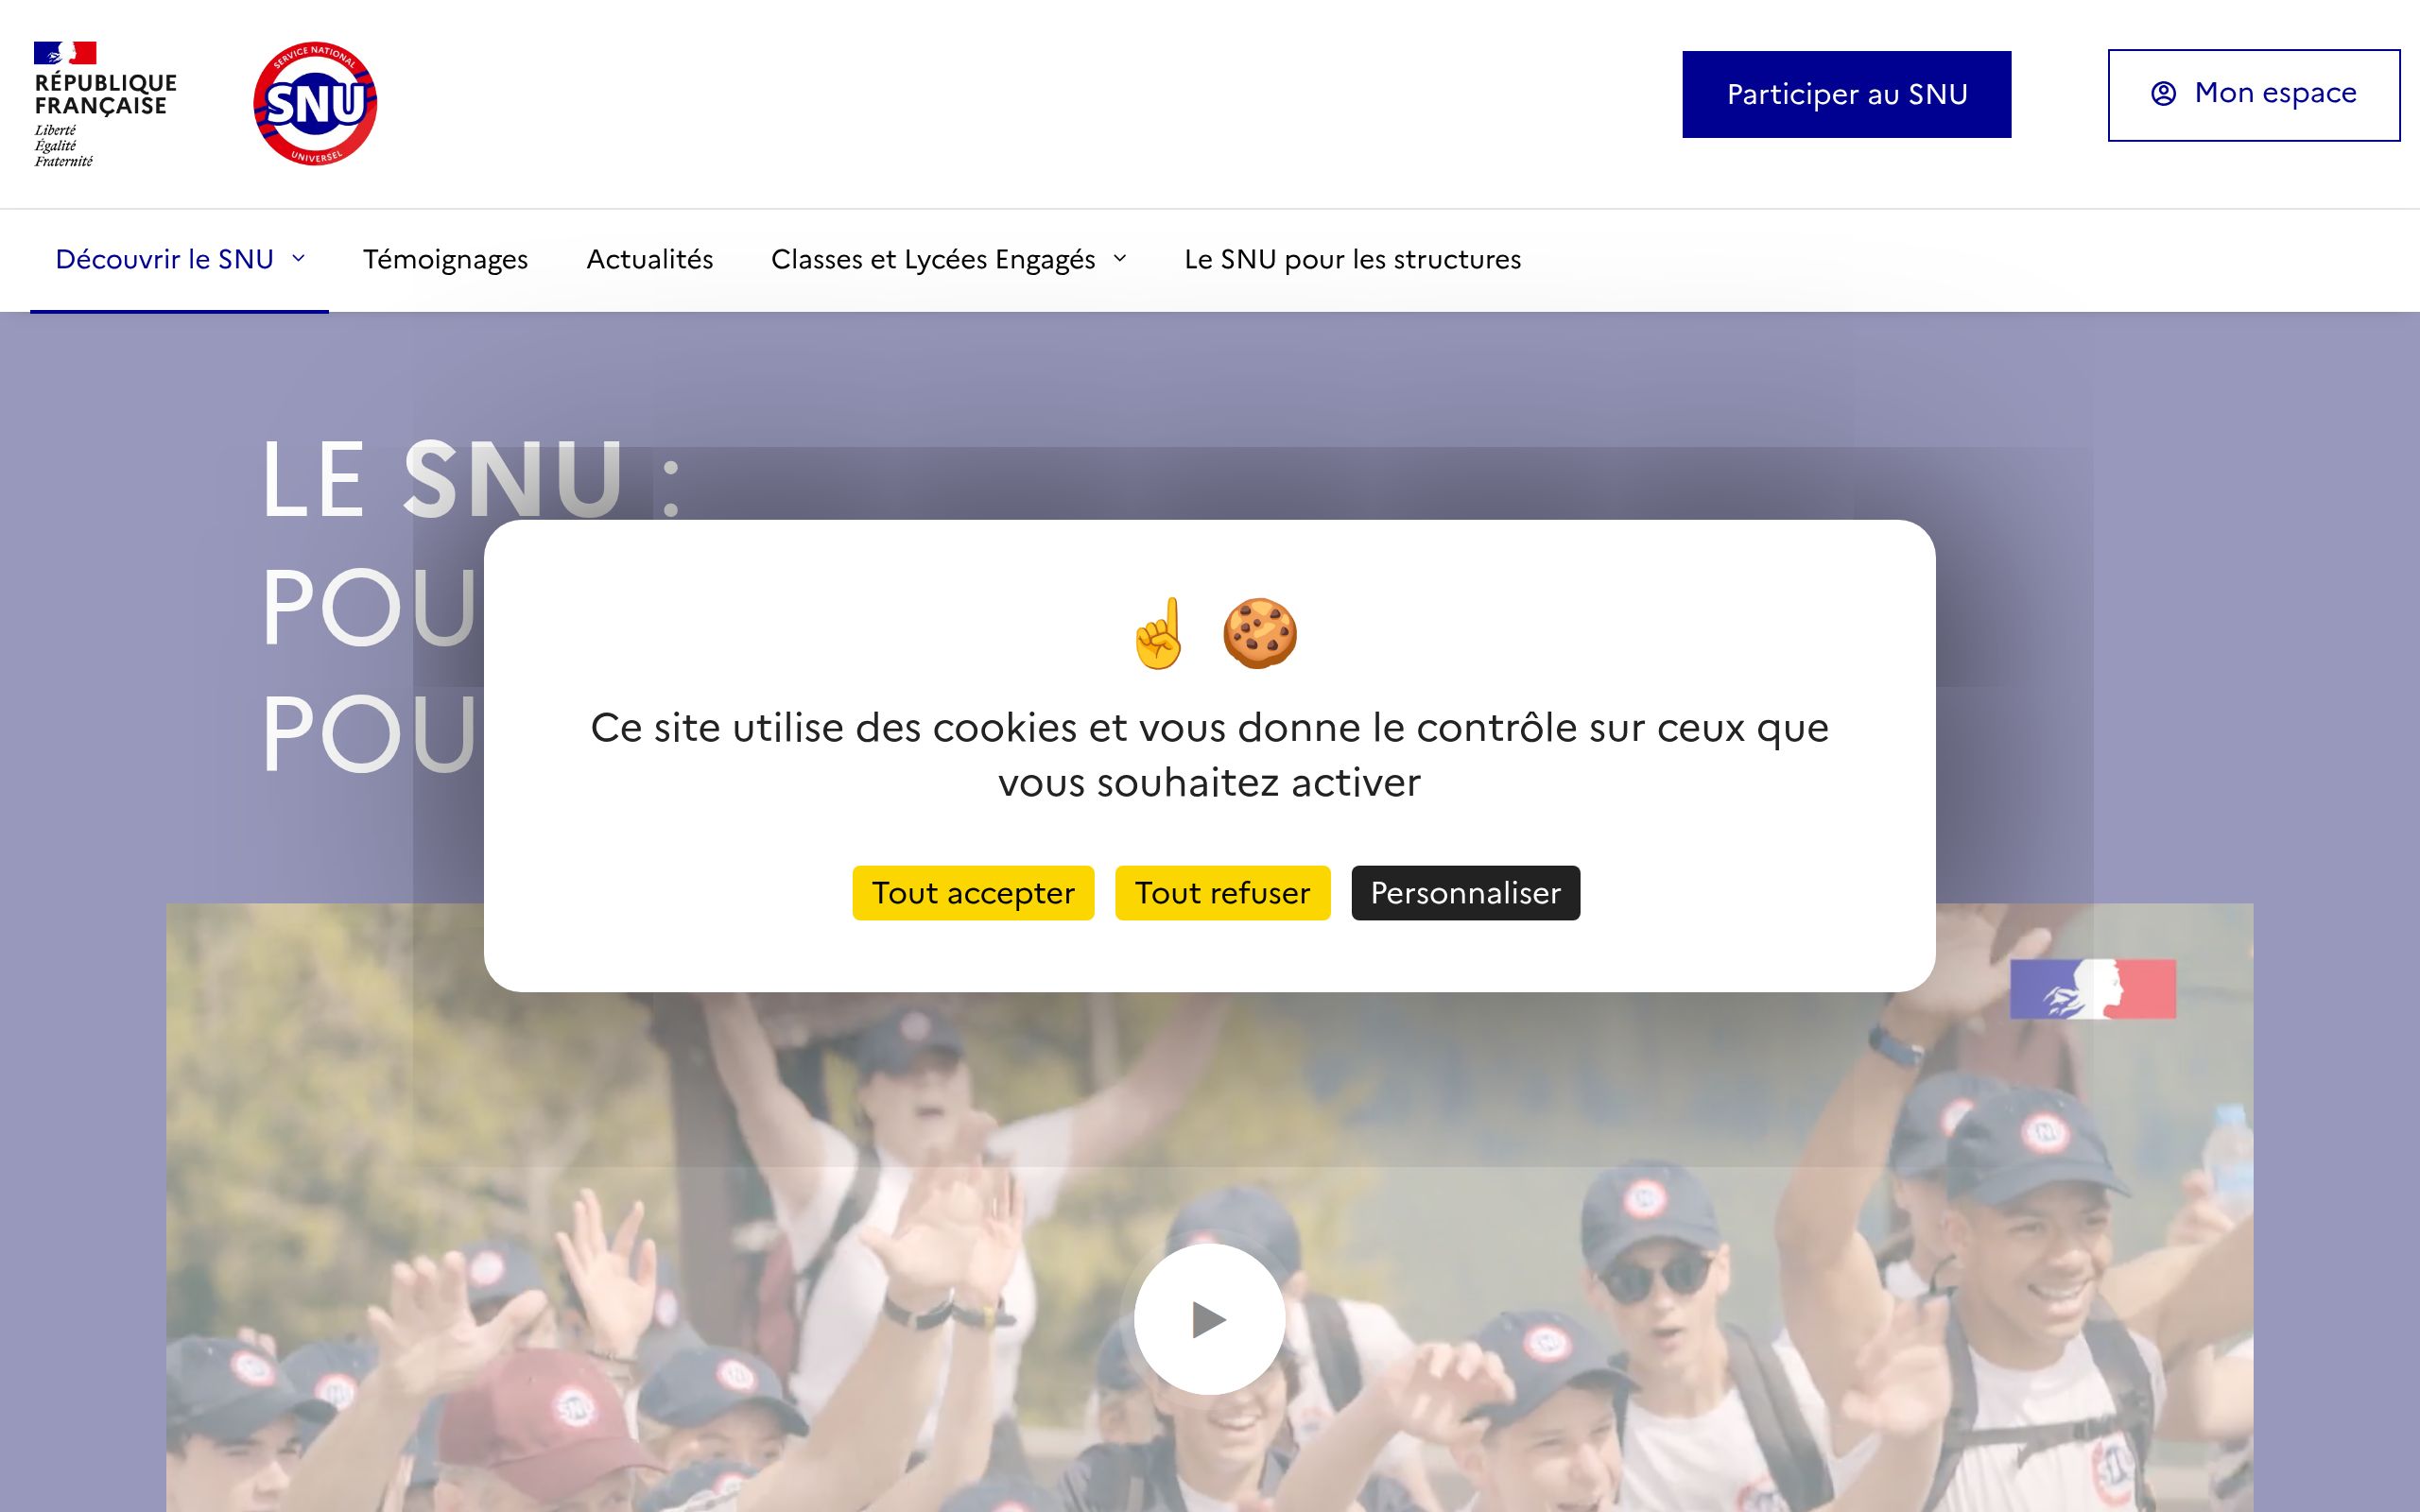 RÉPUBLIQUE
FRANÇAISE
Liberté
Égalité
Fraternité
SERVICE NATIONAL
SNU
UNIVERSEL
Participer au SNU
Mon espace
Découvrir le SNU
Témoignages
Actualités
Classes et Lycées Engagés
Le SNU pour les structures
LE SNU :
POU
POU
Ce site utilise des cookies et vous donne le contrôle sur ceux que
vous souhaitez activer
Tout accepter
Tout refuser
Personnaliser